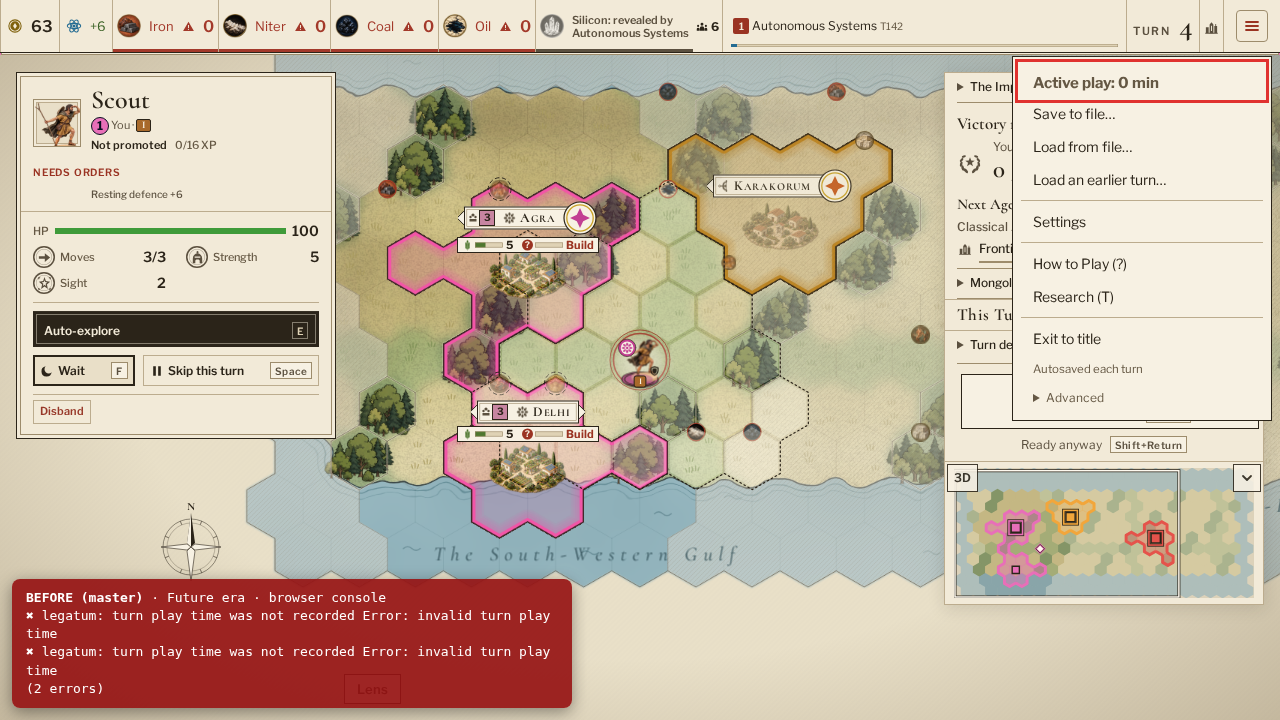 63
+6
Iron 0
Niter 0
Coal 0
Oil 0
Silicon: revealed by
Autonomous Systems
6
1 Autonomous Systems T142
TURN 4
Scout
1 You · I
Not promoted 0/16 XP
NEEDS ORDERS
Resting defence +6
HP 100
Moves 3/3
Strength 5
Sight 2
Auto-explore E
Wait F
Skip this turn Space
Disband
3 AGRA
5 ? Build
KARAKORUM
I
3 DELHI
5 ? Build
The South-Western Gulf
N
The Imp
Victory
You
0
Next Ag
Classical
Fronti
Mongol
This Tu
Turn de
Ready anyway Shift+Return
3D
Active play: 0 min
Save to file...
Load from file...
Load an earlier turn...
Settings
How to Play (?)
Research (T)
Exit to title
Autosaved each turn
Advanced
BEFORE (master) · Future era · browser console
✖ legatum: turn play time was not recorded Error: invalid turn play
time
✖ legatum: turn play time was not recorded Error: invalid turn play
time
(2 errors)
Lens